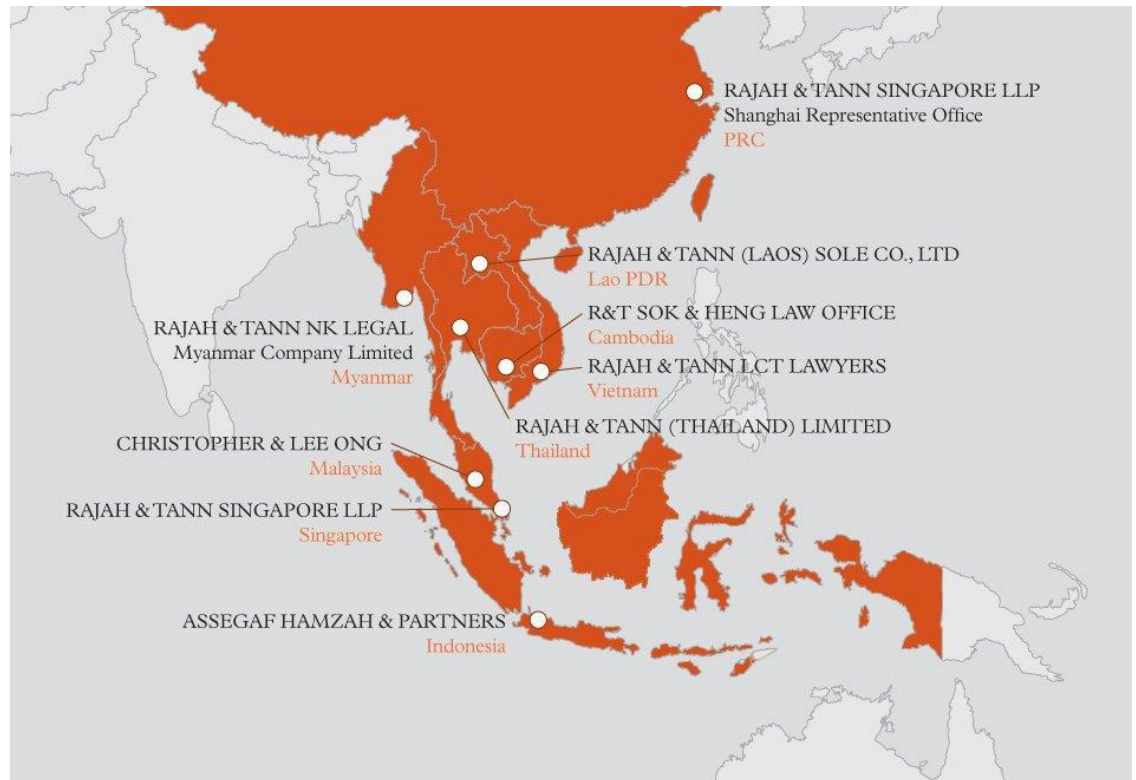 RAJAH & TANN SINGAPORE LLP
Shanghai Representative Office
PRC
RAJAH & TANN (LAOS) SOLE CO., LTD
Lao PDR
R&T SOK & HENG LAW OFFICE
Cambodia
RAJAH & TANN NK LEGAL
Myanmar Company Limited
Myanmar
RAJAH & TANN LCT LAWYERS
Vietnam
RAJAH & TANN (THAILAND) LIMITED
Thailand
CHRISTOPHER & LEE ONG
Malaysia
RAJAH & TANN SINGAPORE LLP
Singapore
ASSEGAF HAMZAH & PARTNERS
Indonesia